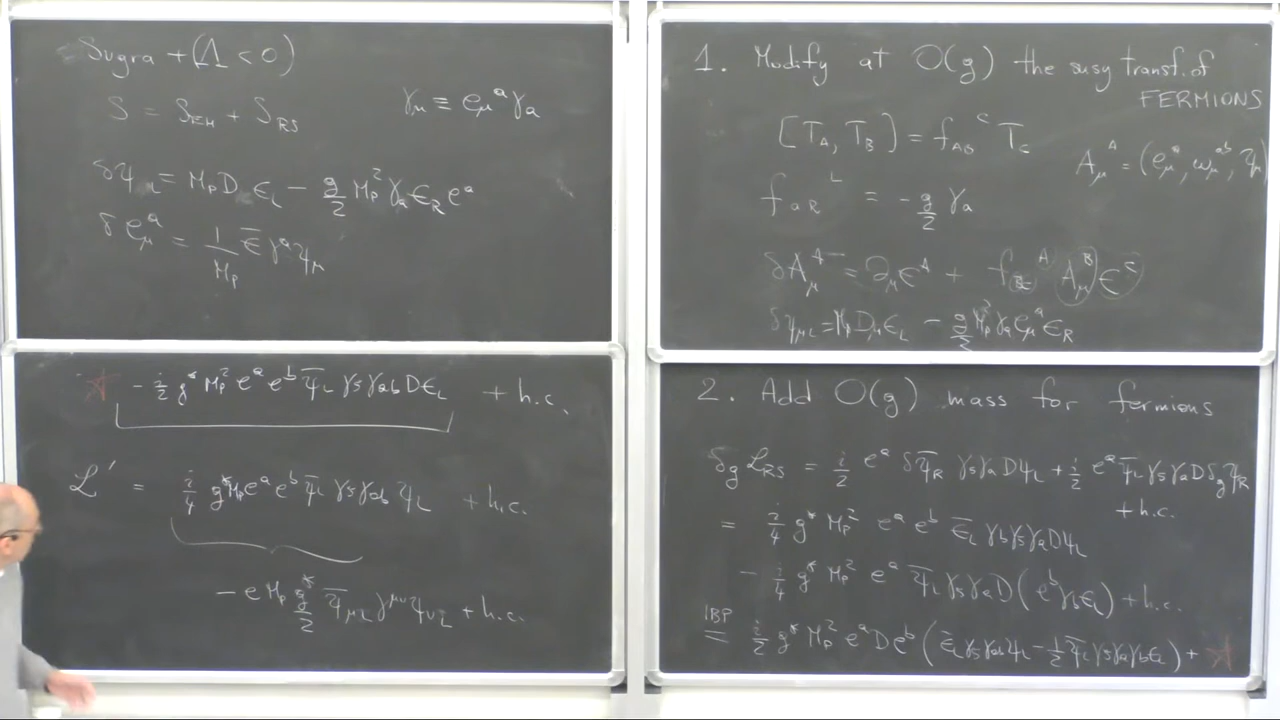 Sugra + (Λ < 0)
S = S_EH + S_RS    γ_μ ≡ e_μ^a γ_a
δψ_L = M_P D ε_L − g/2 M_P^2 γ_a ε_R e^a
δe_μ^a = 1/M_P ε̄ γ^a ψ_μ
☆ − i/2 g* M_P^2 e^a e^b ψ̄_L γ_5 γ_ab D ε_L + h.c.
ℒ' = i/4 g* M_P e^a e^b ψ̄_L γ_5 γ_ab ψ_L + h.c.
− e M_P g*/2 ψ̄_μL γ^μν ψ_νL + h.c.
1. Modify at O(g) the susy transf. of
FERMIONS
[T_A, T_B } = f_AB^C T_C    A_μ^A = (e_μ^a, ω_μ^ab, ψ_μ)
f_aR^L = − g/2 γ_a
δA_μ^A = ∂_μ ε^A + f_BC^A A_μ^B ε^C
δψ_μL = M_P D_μ ε_L − g/2 M_P^2 γ_a e_μ^a ε_R
2. Add O(g) mass for fermions
δ_g ℒ_RS = i/2 e^a δψ̄_R γ_5 γ_a D ψ_L + i/2 e^a ψ̄_L γ_5 γ_a D δ_g ψ_R
+ h.c.
= i/4 g* M_P^2 e^a e^b ε̄_L γ_b γ_5 γ_a D ψ_L
− i/4 g* M_P^2 e^a ψ̄_L γ_5 γ_a D (e^b γ_b ε_L) + h.c.
IBP
= i/2 g* M_P^2 e^a D e^b (ε̄_L γ_5 γ_ab ψ_L − 1/2 ψ̄_L γ_5 γ_a γ_b ε_L) + ☆